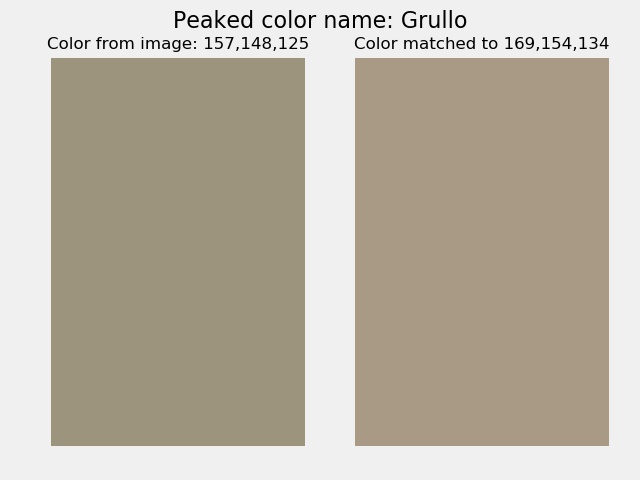 Peaked color name: Grullo
Color from image: 157,148,125
Color matched to 169,154,134